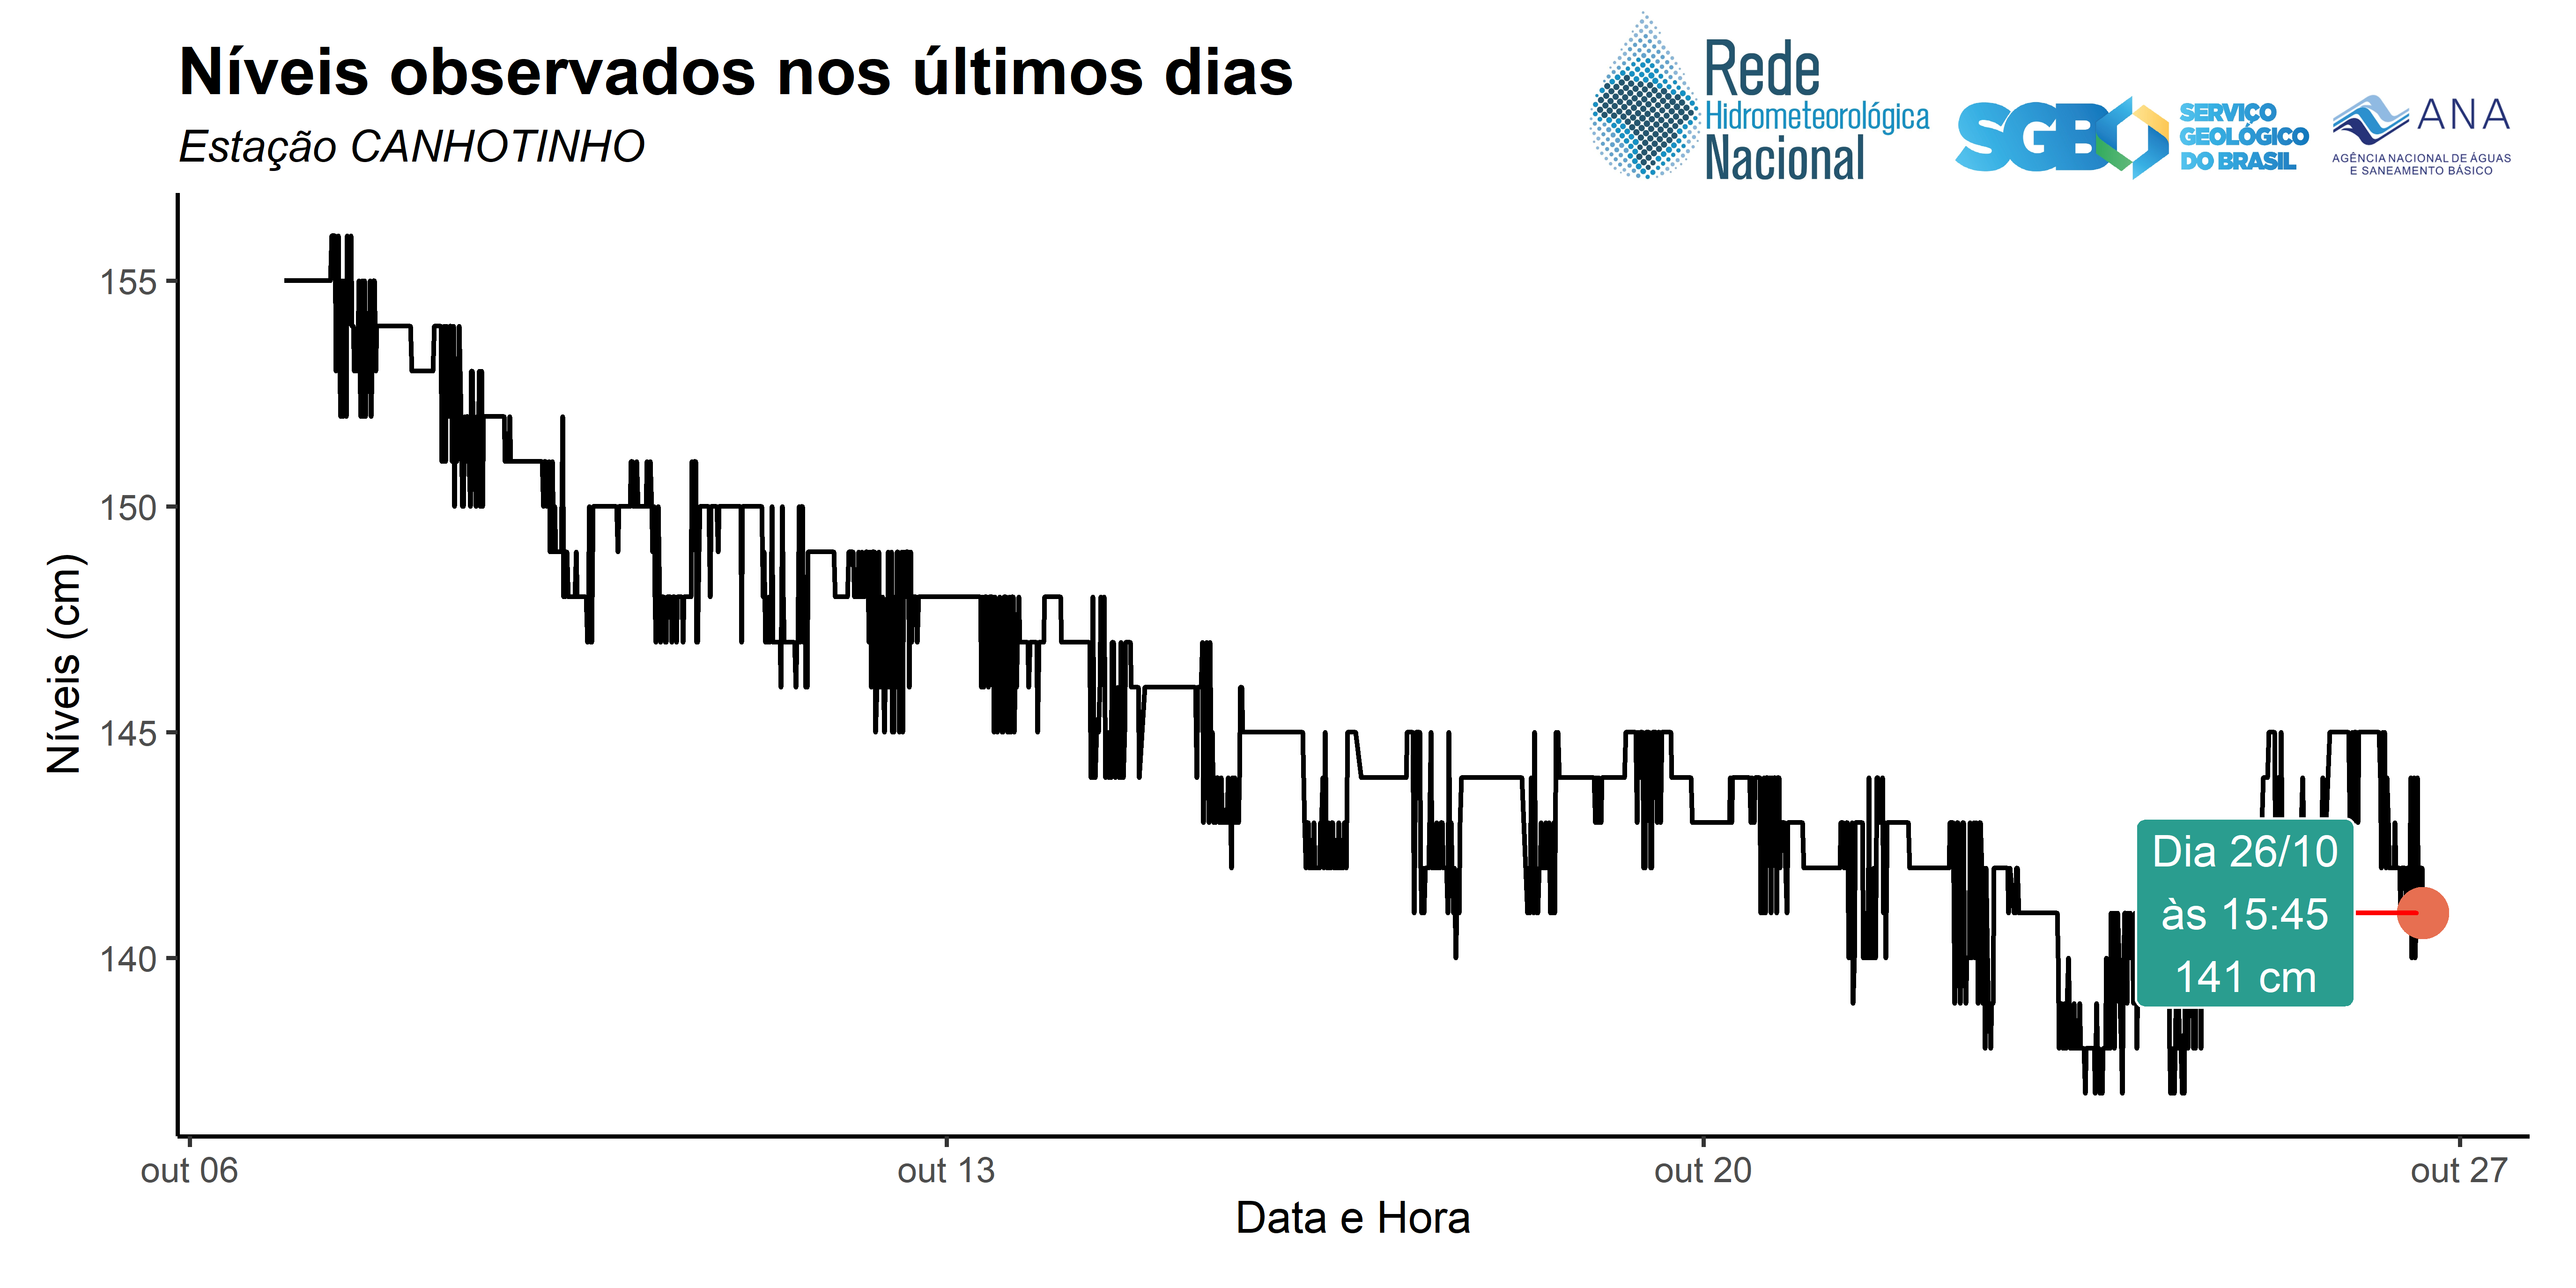 Níveis observados nos últimos dias
Estação CANHOTINHO
Rede
Hidrometeorológica
Nacional
SGB
SERVIÇO
GEOLÓGICO
DO BRASIL
ANA
AGÊNCIA NACIONAL DE ÁGUAS
E SANEAMENTO BÁSICO
Níveis (cm)
155
150
145
140
Dia 26/10
às 15:45
141 cm
out 06
out 13
out 20
out 27
Data e Hora